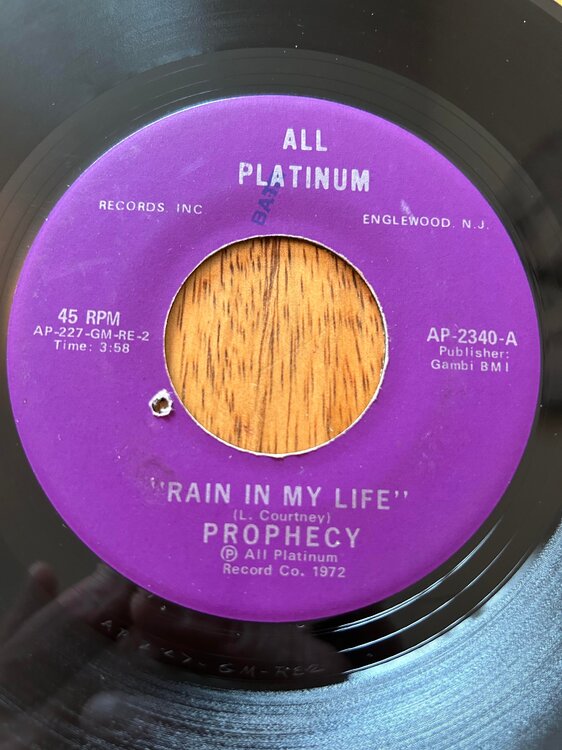 ALL
PLATINUM
RECORDS. INC
ENGLEWOOD. N.J.
45 RPM
AP-227-GM-RE-2
Time: 3:58
AP-2340-A
Publisher:
Gambi BMI
"RAIN IN MY LIFE"
(L. Courtney)
PROPHECY
Ⓟ All Platinum
Record Co. 1972